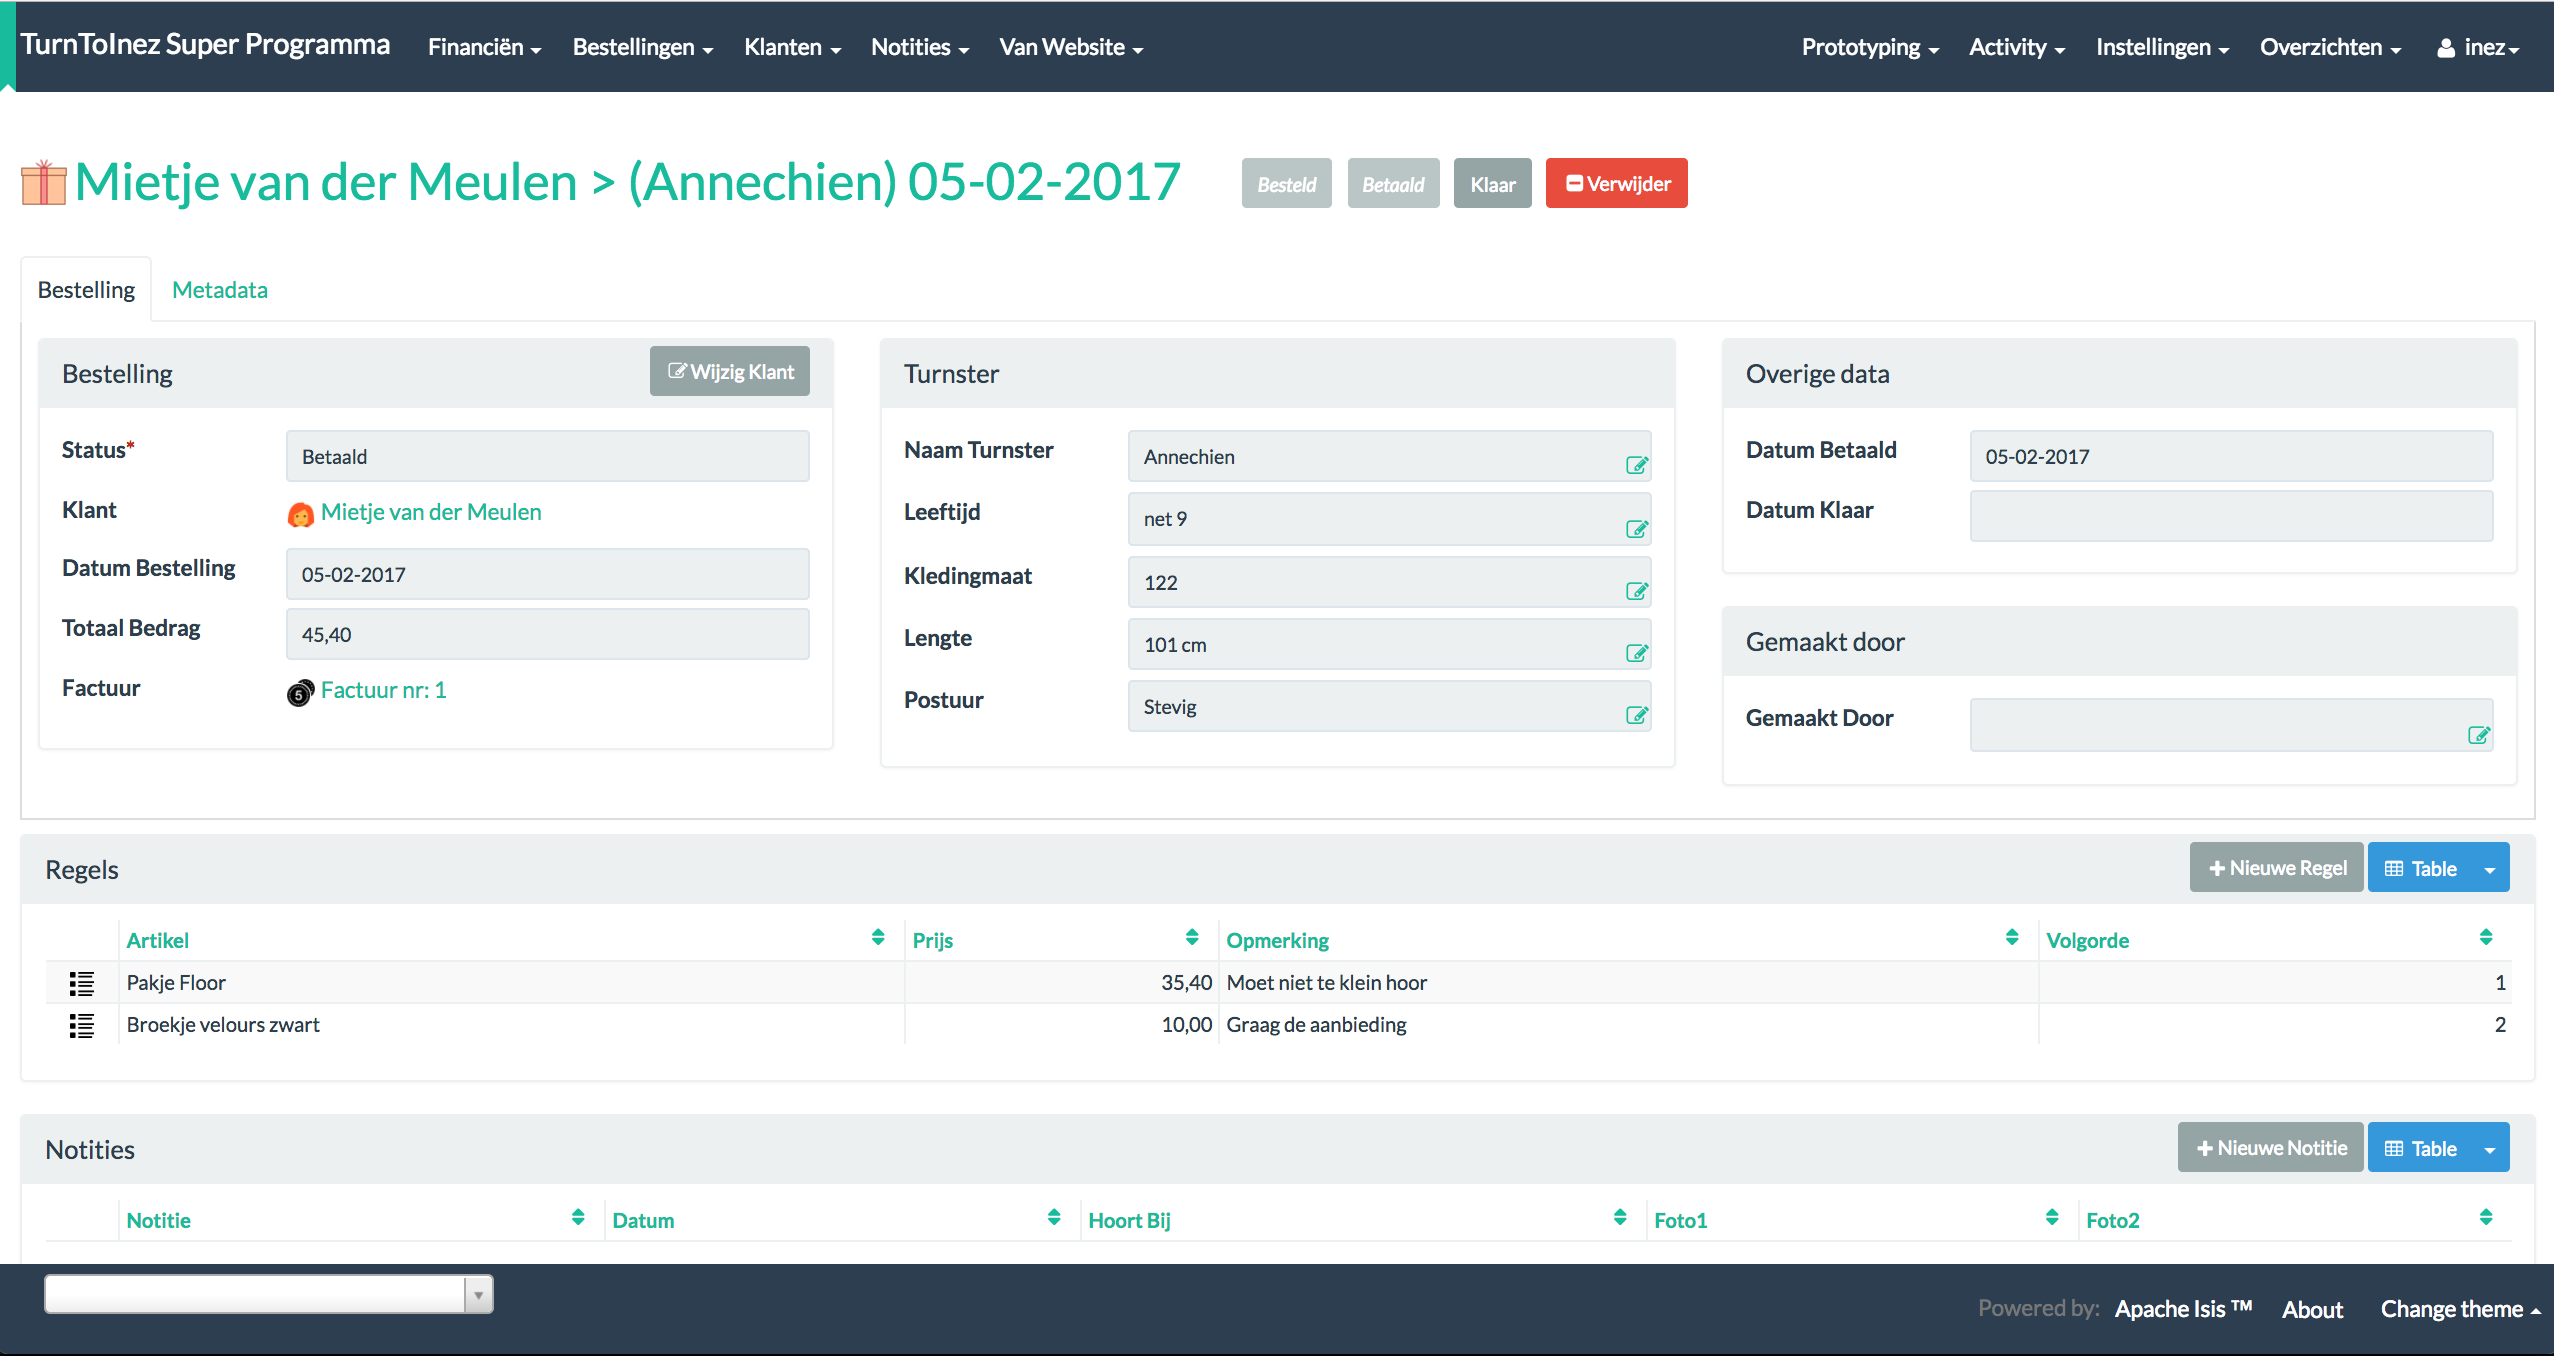 TurnToInez Super Programma Financiën Bestellingen Klanten Notities Van Website Prototyping Activity Instellingen Overzichten inez
Mietje van der Meulen > (Annechien) 05-02-2017 Besteld Betaald Klaar Verwijder
Bestelling Metadata
Bestelling Wijzig Klant
Status* Betaald
Klant Mietje van der Meulen
Datum Bestelling 05-02-2017
Totaal Bedrag 45,40
Factuur 5 Factuur nr: 1
Turnster
Naam Turnster Annechien
Leeftijd net 9
Kledingmaat 122
Lengte 101 cm
Postuur Stevig
Overige data
Datum Betaald 05-02-2017
Datum Klaar
Gemaakt door
Gemaakt Door
Regels + Nieuwe Regel Table
Artikel Prijs Opmerking Volgorde
Pakje Floor 35,40 Moet niet te klein hoor 1
Broekje velours zwart 10,00 Graag de aanbieding 2
Notities + Nieuwe Notitie Table
Notitie Datum Hoort Bij Foto1 Foto2
Powered by: Apache Isis ™ About Change theme